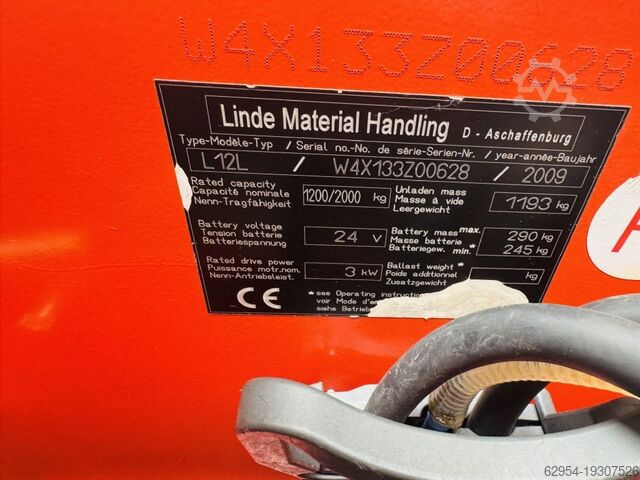 W4X133Z00628
Linde Material Handling D - Aschaffenburg
Type-Modèle-Typ / Serial no.-No. de série-Serien-Nr. / year-année-Baujahr
L12L / W4X133Z00628 / 2009
Rated capacity
Capacité nominale
Nenn-Tragfähigkeit
1200/2000 kg
Unladen mass
Masse à vide
Leergewicht
1193 kg
Battery voltage
Tension batterie
Batteriespannung
24 V
Battery mass max.
Masse batterie
Batteriegew. min.*
290 kg
245 kg
Rated drive power
Puissance motr.nom.
Nenn-Antriebsleist.
3 kW
Ballast weight *
Poids additionnel
Zusatzgewicht
kg
CE
*see Operating instruction
voir Mode d'em
siehe Betriebs
62954-19307526